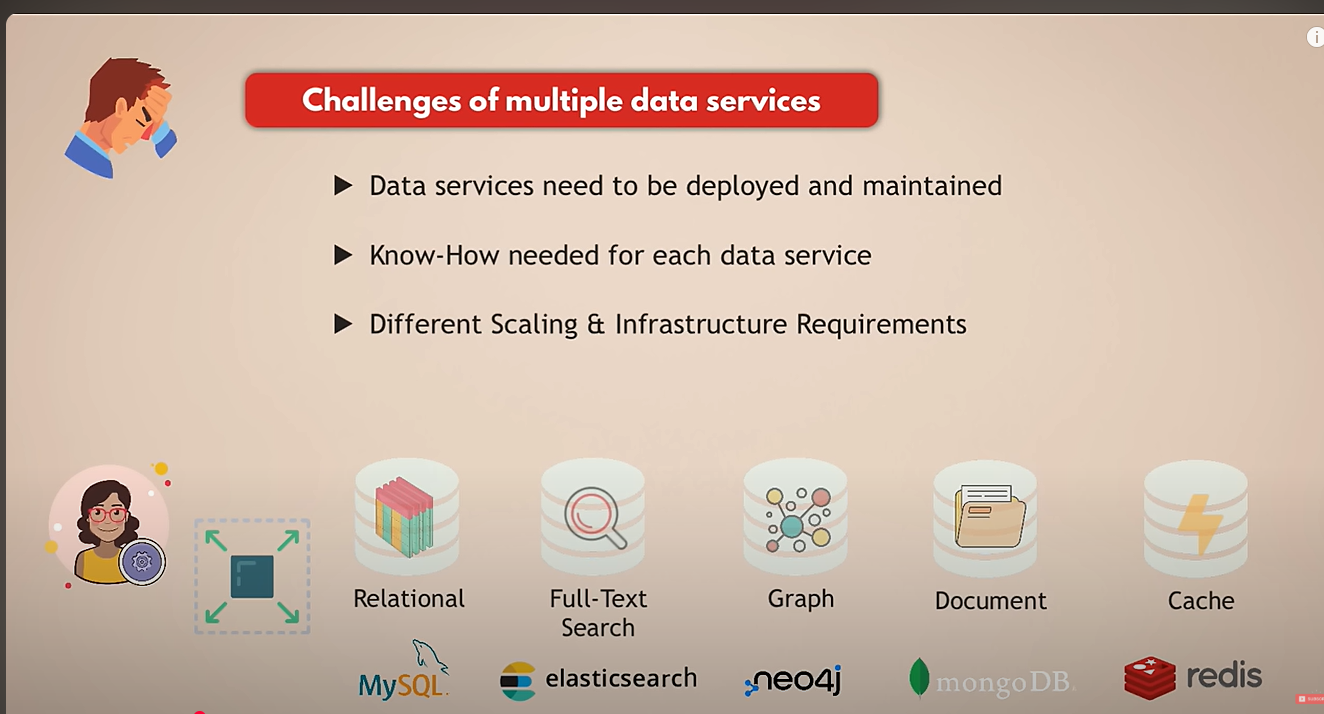 Challenges of multiple data services
Data services need to be deployed and maintained
Know-How needed for each data service
Different Scaling & Infrastructure Requirements
Relational
Full-Text
Search
Graph
Document
Cache
MySQL
elasticsearch
neo4j
mongoDB
redis